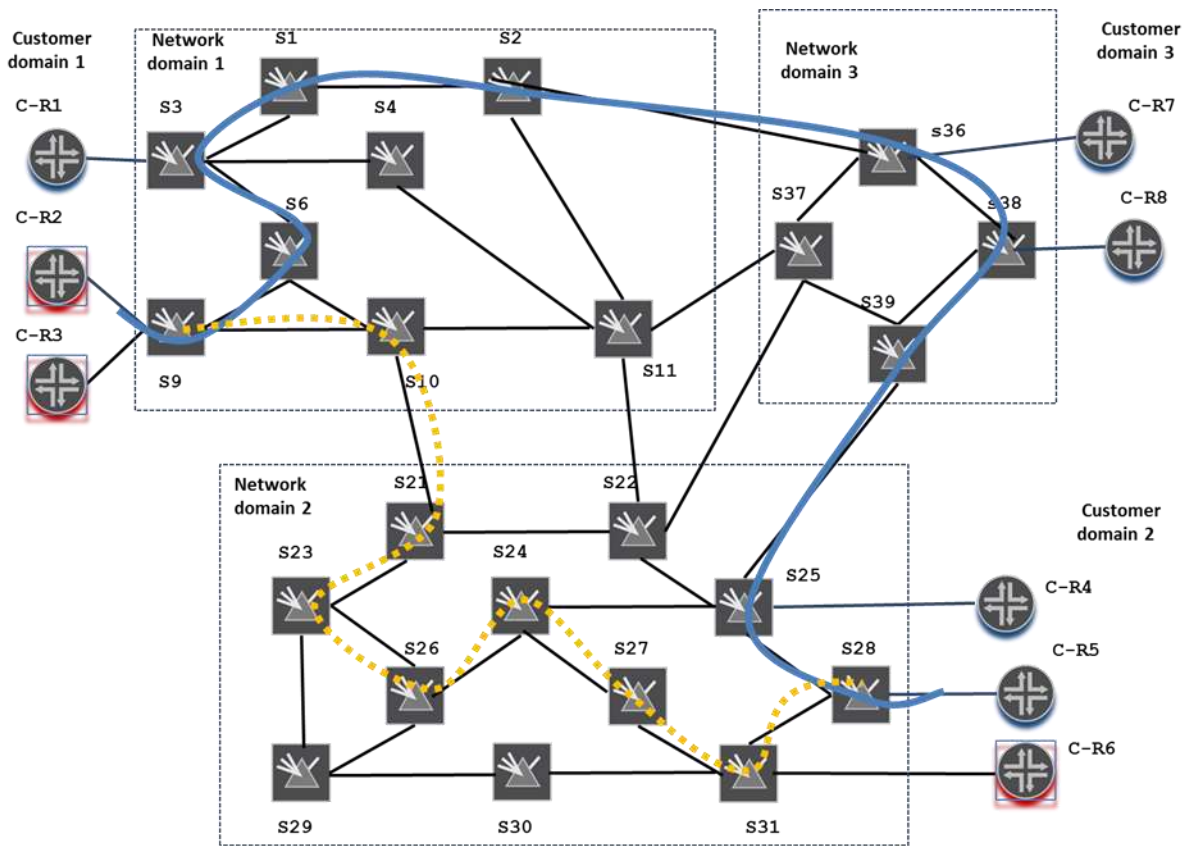 Customer
domain 1
Network
domain 1
S1
S2
Network
domain 3
Customer
domain 3
C-R1
S3
S4
s36
C-R7
C-R2
S6
S37
s38
C-R8
S39
C-R3
S9
S10
S11
Network
domain 2
S21
S22
Customer
domain 2
S23
S24
S25
C-R4
S26
S27
S28
C-R5
C-R6
S29
S30
S31